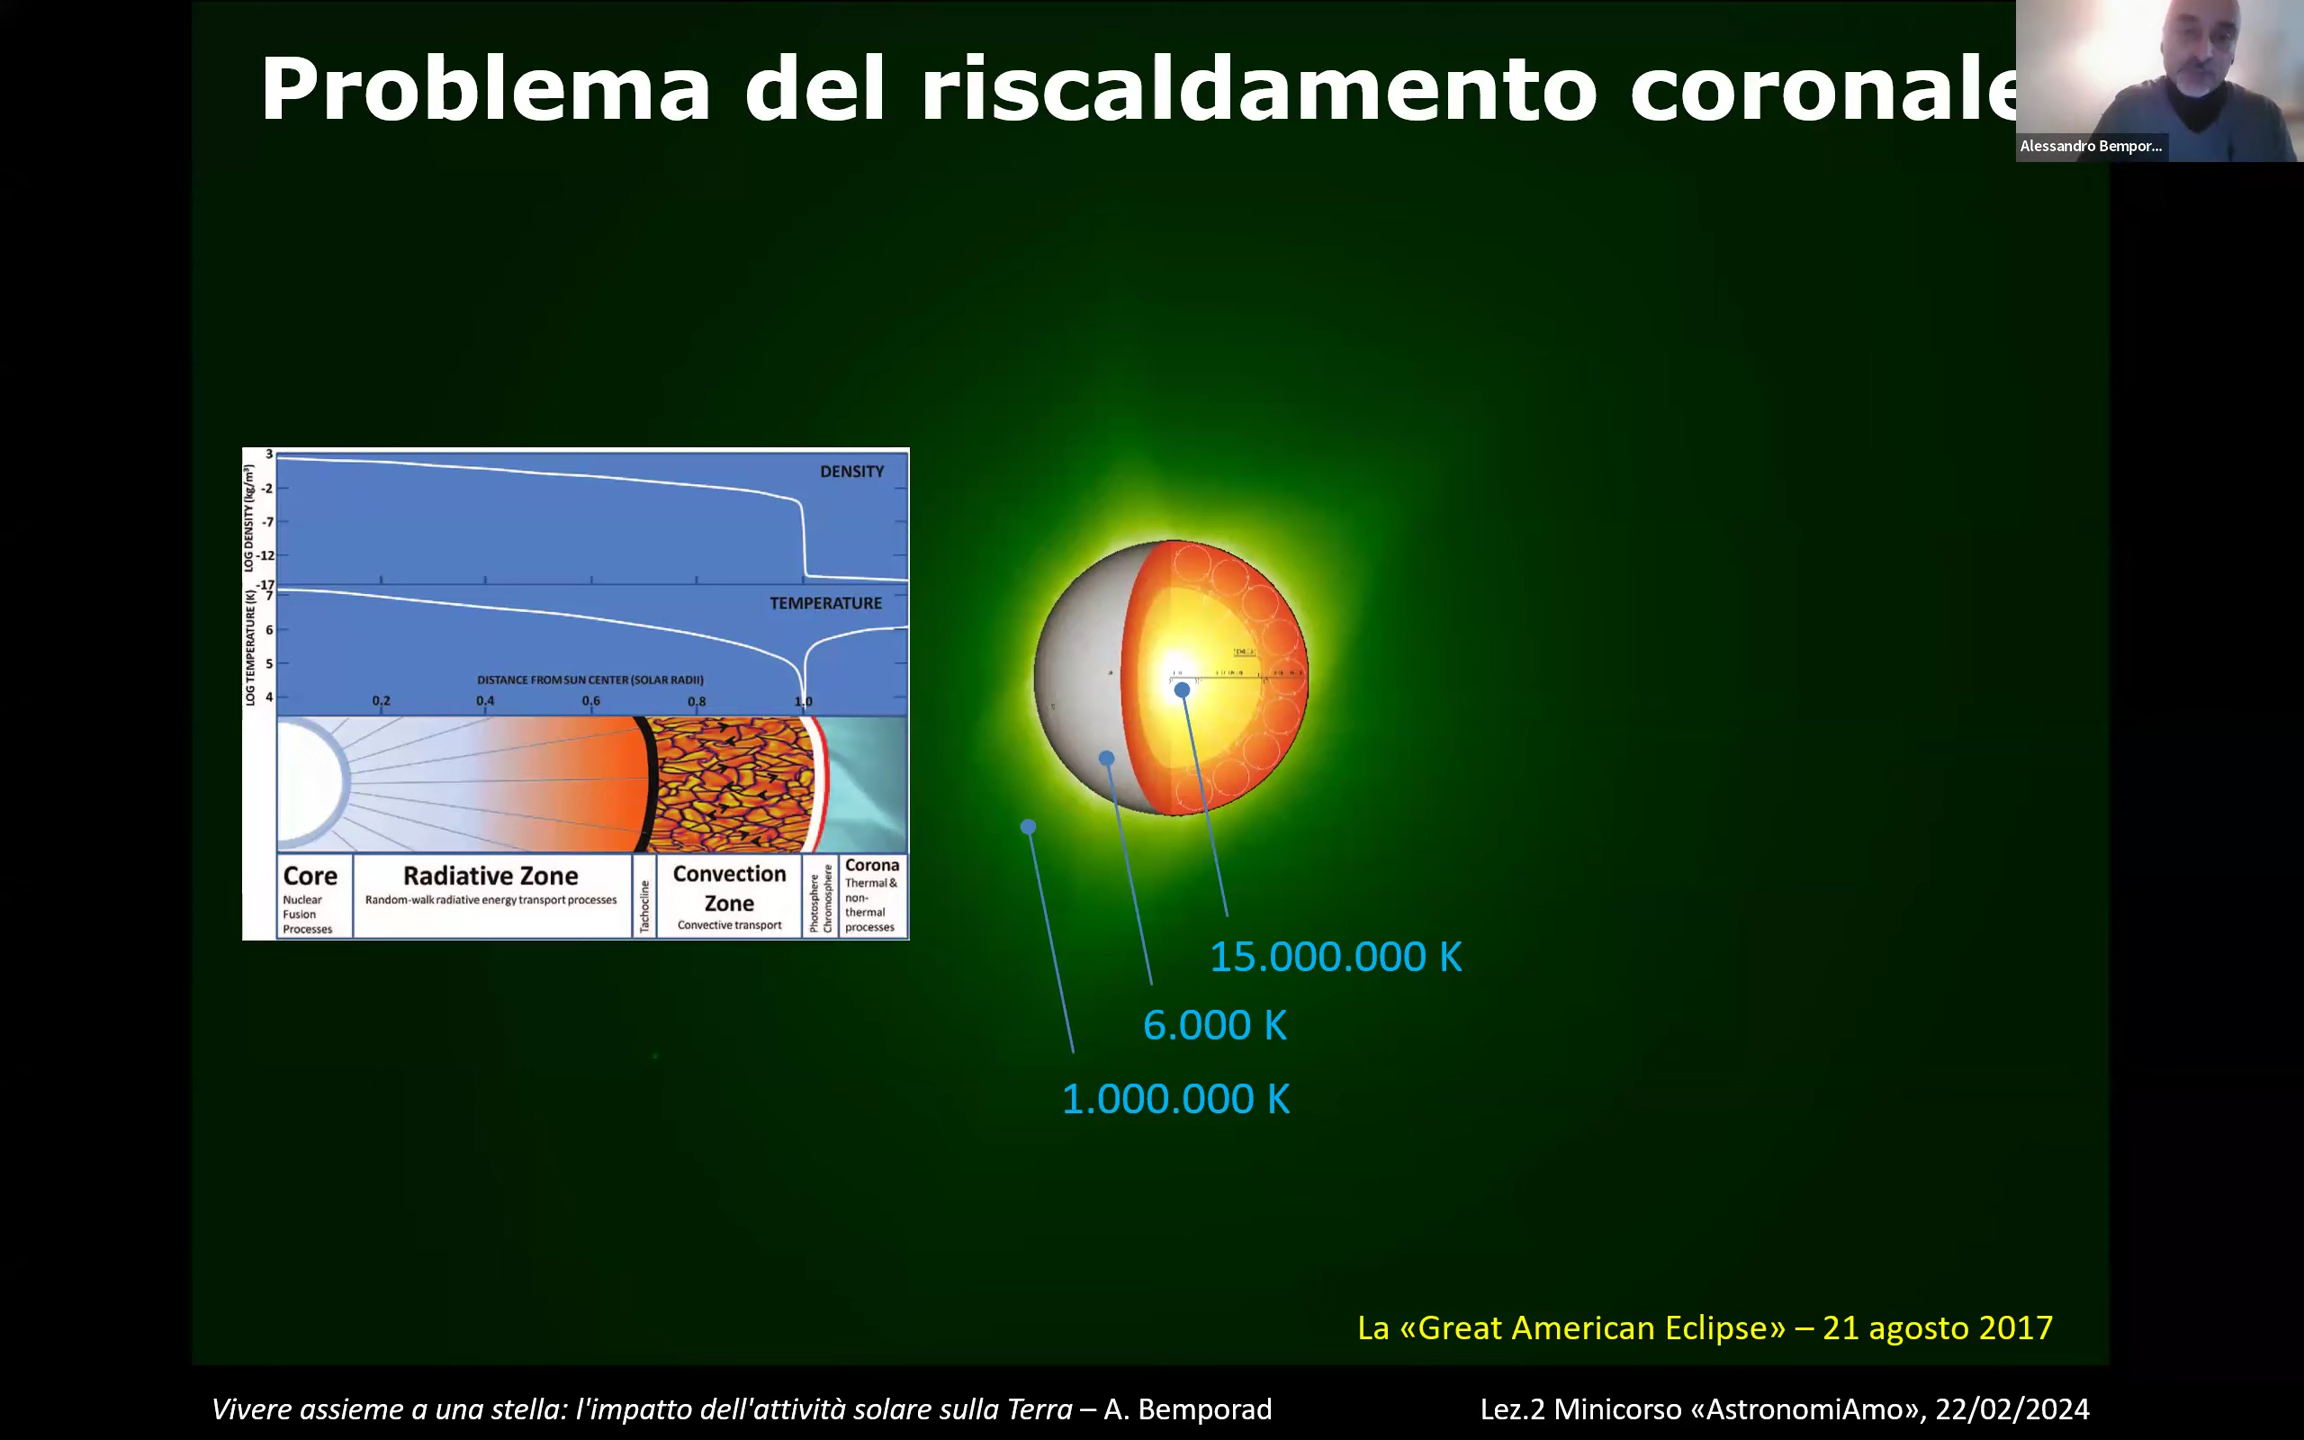 Problema del riscaldamento coronale
Alessandro Bempor...
DENSITY
LOG DENSITY (kg/m³)
3
-2
-7
-12
-17
TEMPERATURE
LOG TEMPERATURE (K)
7
6
5
4
DISTANCE FROM SUN CENTER (SOLAR RADII)
0.2 0.4 0.6 0.8 1.0
Core
Nuclear
Fusion
Processes
Radiative Zone
Random-walk radiative energy transport processes
Tachocline
Convection
Zone
Convective transport
Photosphere
Chromosphere
Corona
Thermal &
non-
thermal
processes
15.000.000 K
6.000 K
1.000.000 K
La «Great American Eclipse» – 21 agosto 2017
Vivere assieme a una stella: l'impatto dell'attività solare sulla Terra – A. Bemporad
Lez.2 Minicorso «AstronomiAmo», 22/02/2024